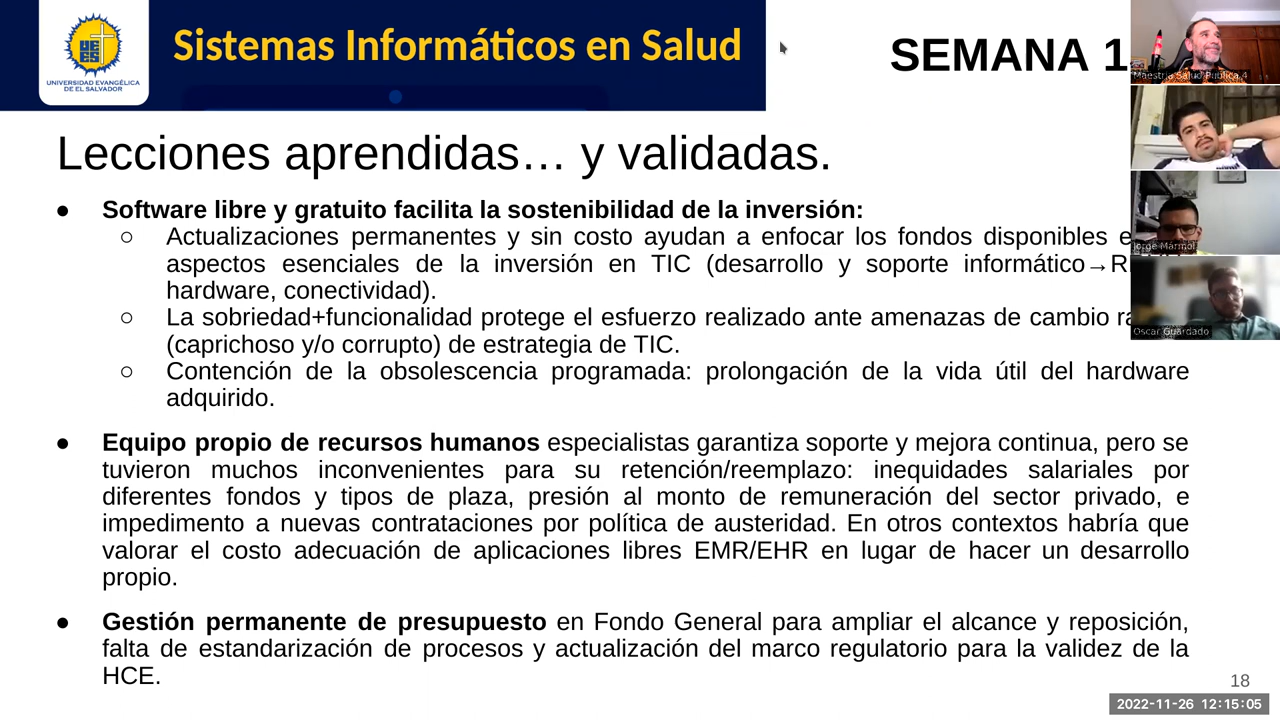 UNIVERSIDAD EVANGÉLICA
DE EL SALVADOR
Sistemas Informáticos en Salud
SEMANA 1
Maestría Salud Pública 4
Jorge Mármol
Oscar Guardado
Lecciones aprendidas… y validadas.
● Software libre y gratuito facilita la sostenibilidad de la inversión:
○ Actualizaciones permanentes y sin costo ayudan a enfocar los fondos disponibles
aspectos esenciales de la inversión en TIC (desarrollo y soporte informático→
hardware, conectividad).
○ La sobriedad+funcionalidad protege el esfuerzo realizado ante amenazas de cambio
(caprichoso y/o corrupto) de estrategia de TIC.
○ Contención de la obsolescencia programada: prolongación de la vida útil del hardware
adquirido.
● Equipo propio de recursos humanos especialistas garantiza soporte y mejora continua, pero se
tuvieron muchos inconvenientes para su retención/reemplazo: inequidades salariales por
diferentes fondos y tipos de plaza, presión al monto de remuneración del sector privado, e
impedimento a nuevas contrataciones por política de austeridad. En otros contextos habría que
valorar el costo adecuación de aplicaciones libres EMR/EHR en lugar de hacer un desarrollo
propio.
● Gestión permanente de presupuesto en Fondo General para ampliar el alcance y reposición,
falta de estandarización de procesos y actualización del marco regulatorio para la validez de la
HCE.
18
2022-11-26 12:15:05